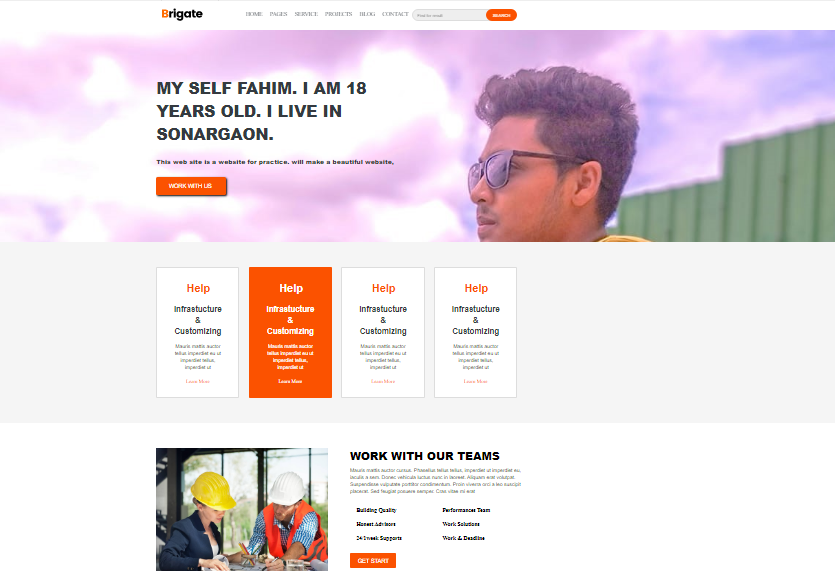 Brigate
HOME PAGES SERVICE PROJECTS BLOG CONTACT Find for result SEARCH
MY SELF FAHIM. I AM 18
YEARS OLD. I LIVE IN
SONARGAON.
This web site is a website for practice. will make a beautiful website,
WORK WITH US
Help
Infrastucture
&
Customizing
Mauris mattis auctor
tellus imperdiet eu ut
imperdiet tellus,
imperdiet ut
Learn More
Help
Infrastucture
&
Customizing
Mauris mattis auctor
tellus imperdiet eu ut
imperdiet tellus,
imperdiet ut
Learn More
Help
Infrastucture
&
Customizing
Mauris mattis auctor
tellus imperdiet eu ut
imperdiet tellus,
imperdiet ut
Learn More
Help
Infrastucture
&
Customizing
Mauris mattis auctor
tellus imperdiet eu ut
imperdiet tellus,
imperdiet ut
Learn More
WORK WITH OUR TEAMS
Mauris mattis auctor cursus. Phasellus tellus tellus, imperdiet ut imperdiet eu,
iaculis a sem. Donec vehicula luctus nunc in laoreet. Aliquam erat volutpat.
Suspendisse vulputate porttitor condimentum. Proin viverra orci a leo suscipit
placerat. Sed feugiat posuere semper. Cras vitae mi erat
Building Quality Performances Team
Honest Advisors Work Solutions
24/1week Supports Work & Deadline
GET START